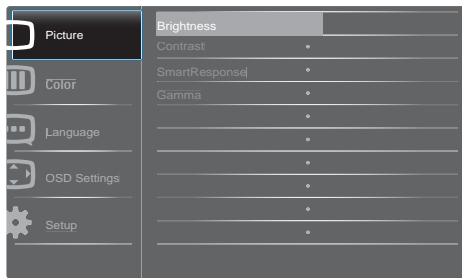 Picture
Color
Language
OSD Settings
Setup
Brightness
Contrast
SmartResponse
Gamma